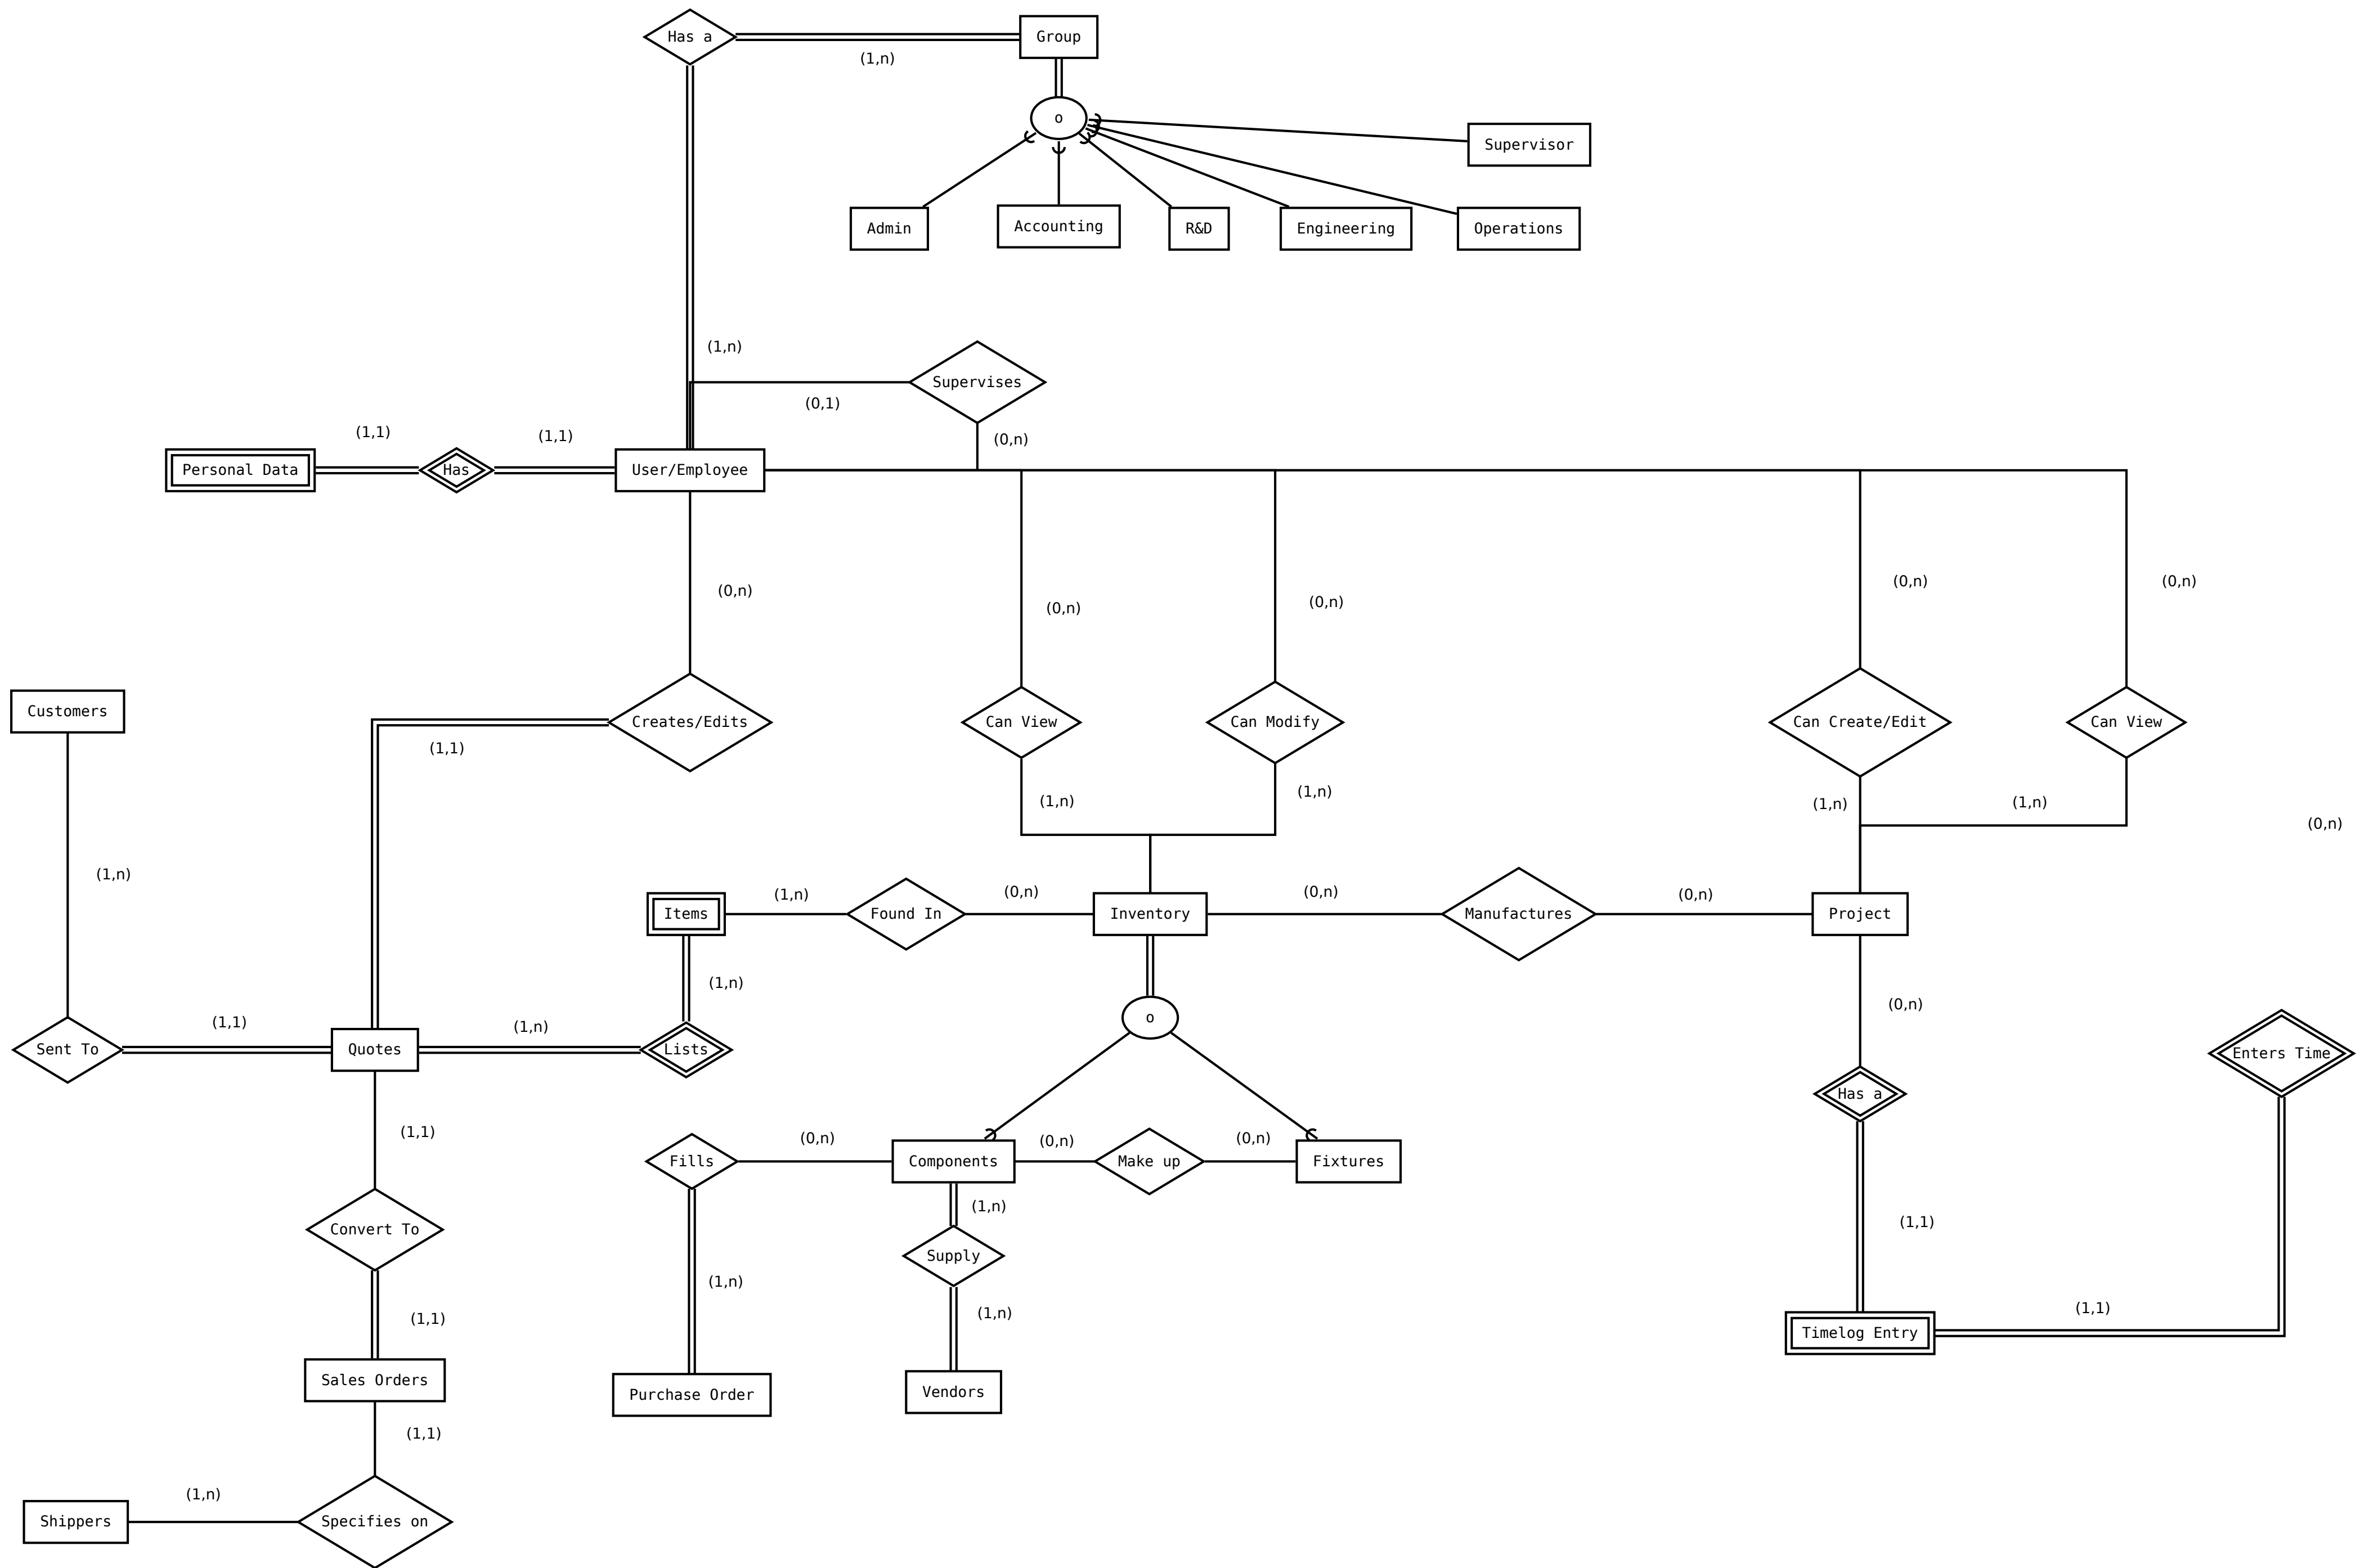 Has a
Group
(1,n)
o
Supervisor
Admin
Accounting
R&D
Engineering
Operations
(1,n)
Supervises
(0,1)
(0,n)
(1,1)
(1,1)
Personal Data
Has
User/Employee
(0,n)
(0,n)
(0,n)
(0,n)
(0,n)
Customers
Creates/Edits
Can View
Can Modify
Can Create/Edit
Can View
(1,1)
(1,n)
(1,n)
(1,n)
(1,n)
(0,n)
(1,n)
Items
(1,n)
Found In
(0,n)
Inventory
(0,n)
Manufactures
(0,n)
Project
(1,n)
(0,n)
o
Sent To
(1,1)
Quotes
(1,n)
Lists
Enters Time
Has a
(1,1)
Fills
(0,n)
Components
(0,n)
Make up
(0,n)
Fixtures
(1,n)
Convert To
Supply
(1,1)
(1,n)
(1,n)
(1,1)
(1,1)
Timelog Entry
Sales Orders
Purchase Order
Vendors
(1,1)
(1,n)
Shippers
Specifies on